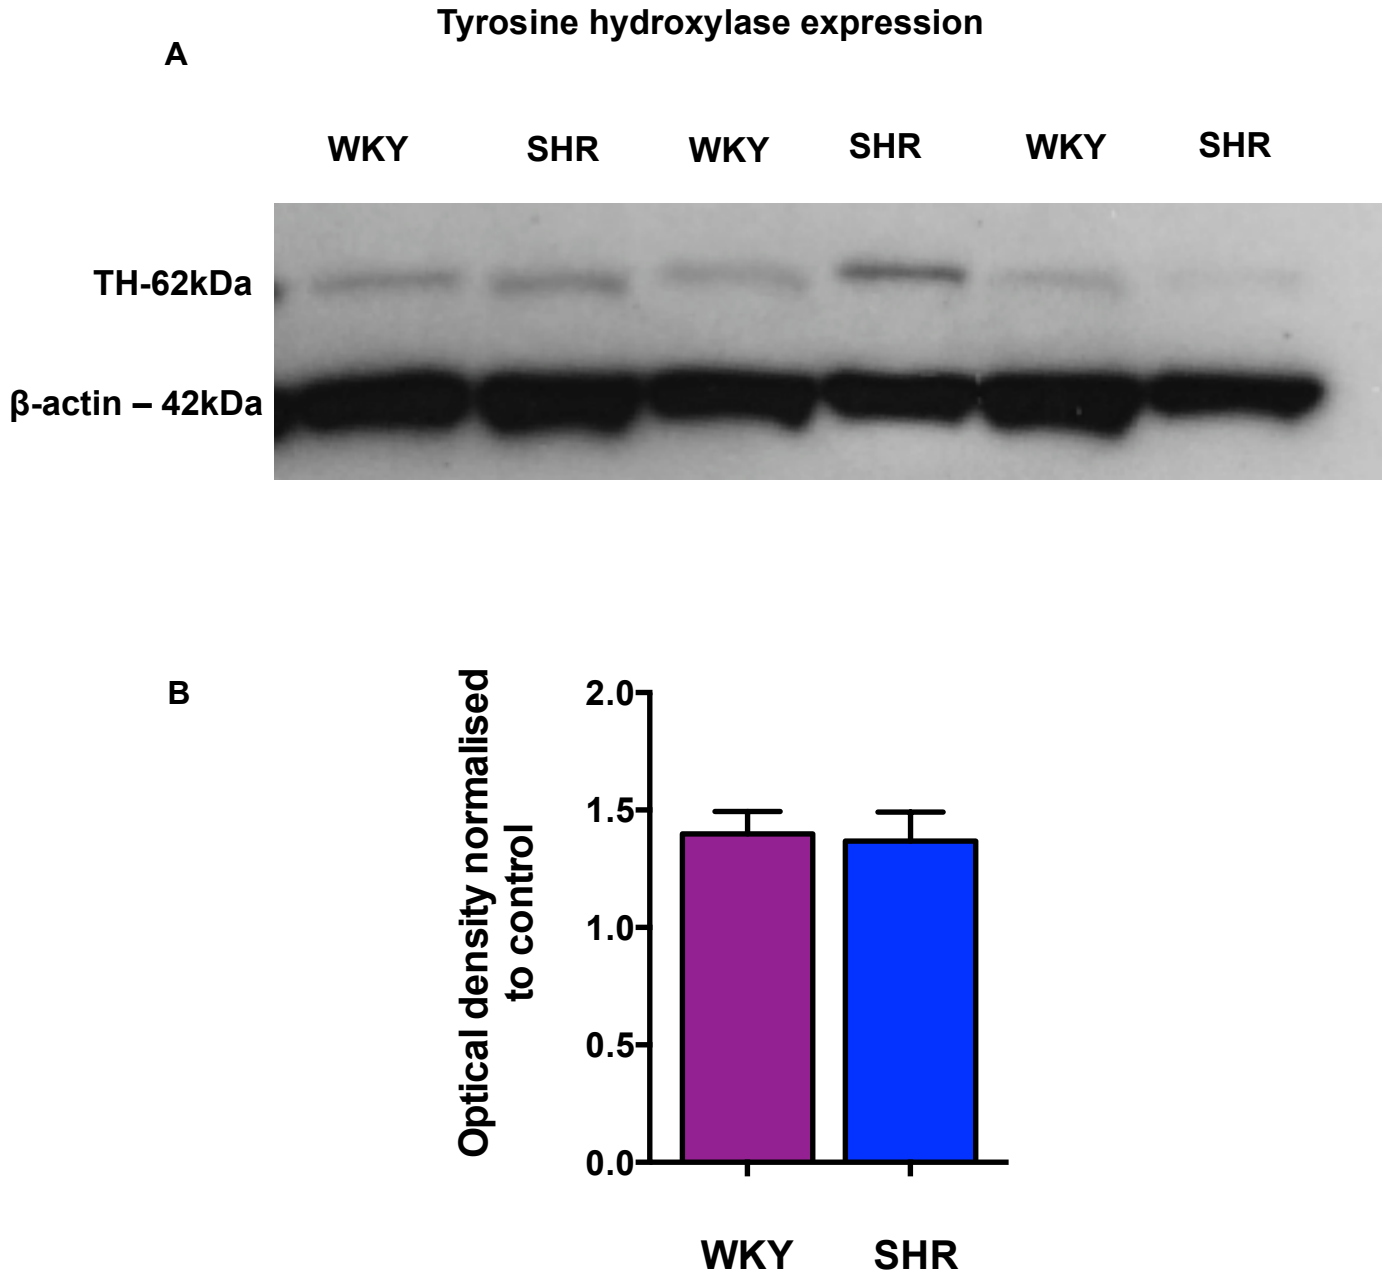 Tyrosine hydroxylase expression
A
WKY SHR WKY SHR WKY SHR
TH-62kDa
β-actin – 42kDa
B
Optical density normalised
to control
2.0
1.5
1.0
0.5
0.0
WKY SHR